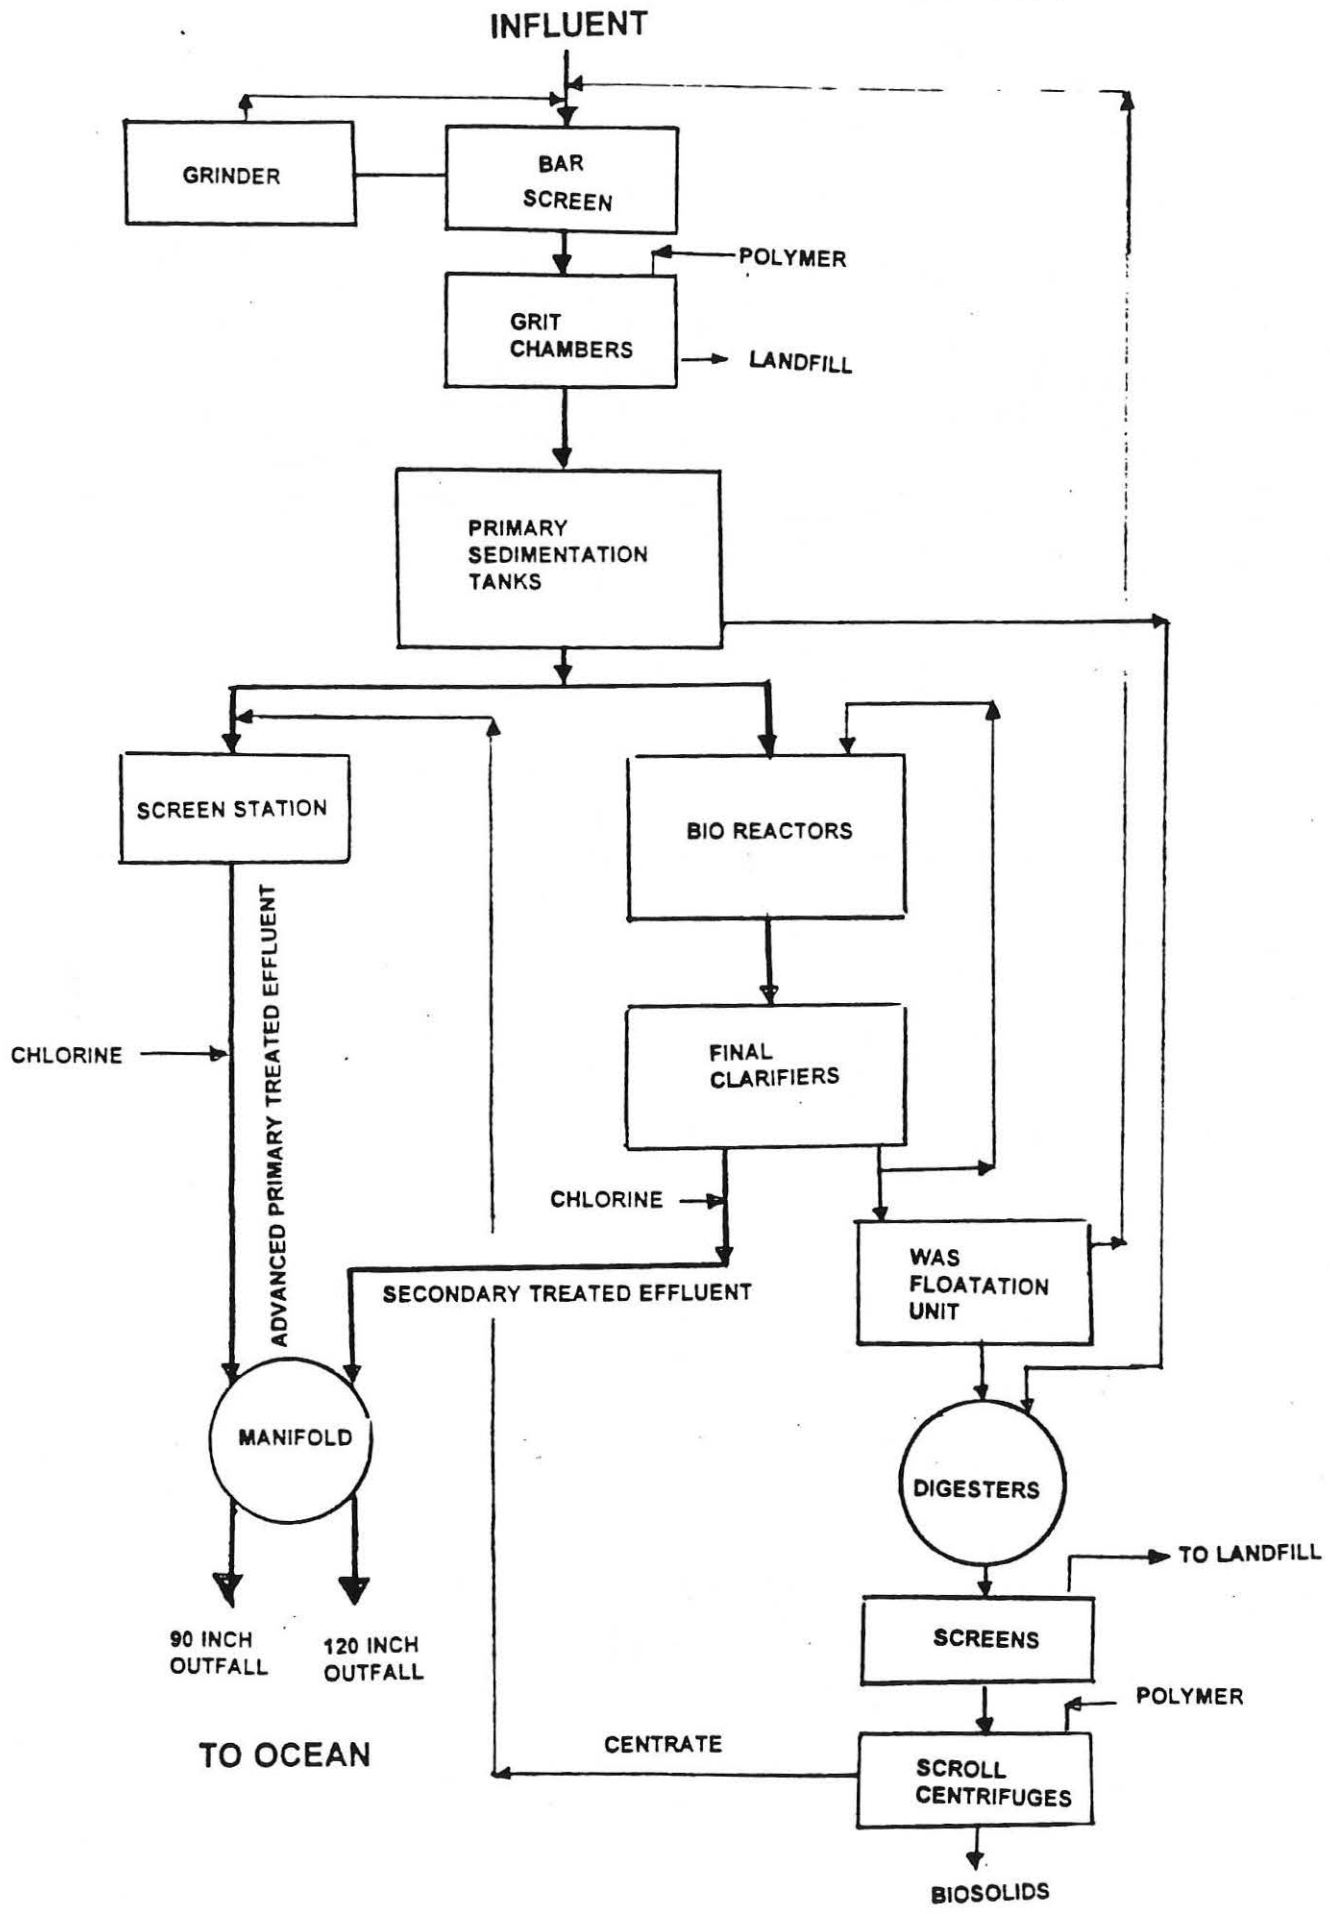 INFLUENT
GRINDER
BAR
SCREEN
POLYMER
GRIT
CHAMBERS
LANDFILL
PRIMARY
SEDIMENTATION
TANKS
SCREEN STATION
BIO REACTORS
ADVANCED PRIMARY TREATED EFFLUENT
CHLORINE
FINAL
CLARIFIERS
CHLORINE
SECONDARY TREATED EFFLUENT
WAS
FLOATATION
UNIT
MANIFOLD
DIGESTERS
TO LANDFILL
SCREENS
90 INCH
OUTFALL
120 INCH
OUTFALL
POLYMER
TO OCEAN
CENTRATE
SCROLL
CENTRIFUGES
BIOSOLIDS